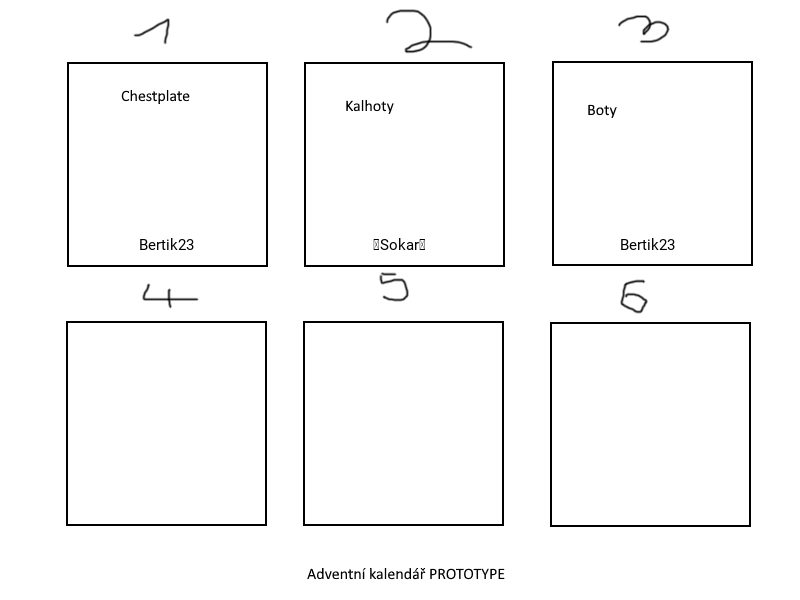 1 2 3
Chestplate
Kalhoty
Boty
Bertik23
▯Sokar▯
Bertik23
4 5 6
Adventní kalendář PROTOTYPE